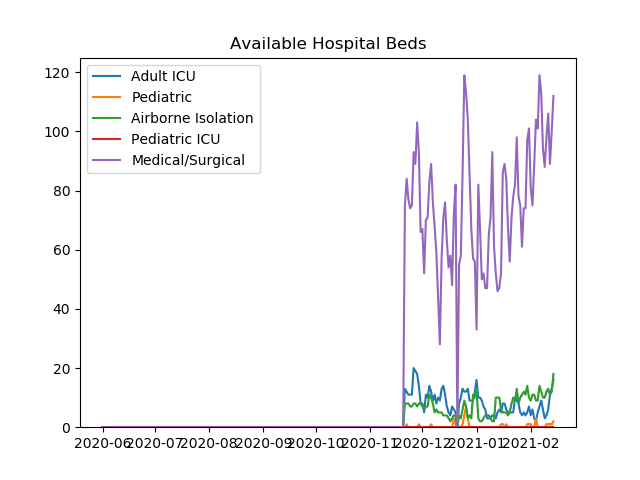 Available Hospital Beds
Adult ICU
Pediatric
Airborne Isolation
Pediatric ICU
Medical/Surgical
120
100
80
60
40
20
0
2020-06 2020-07 2020-08 2020-09 2020-10 2020-11 2020-12 2021-01 2021-02